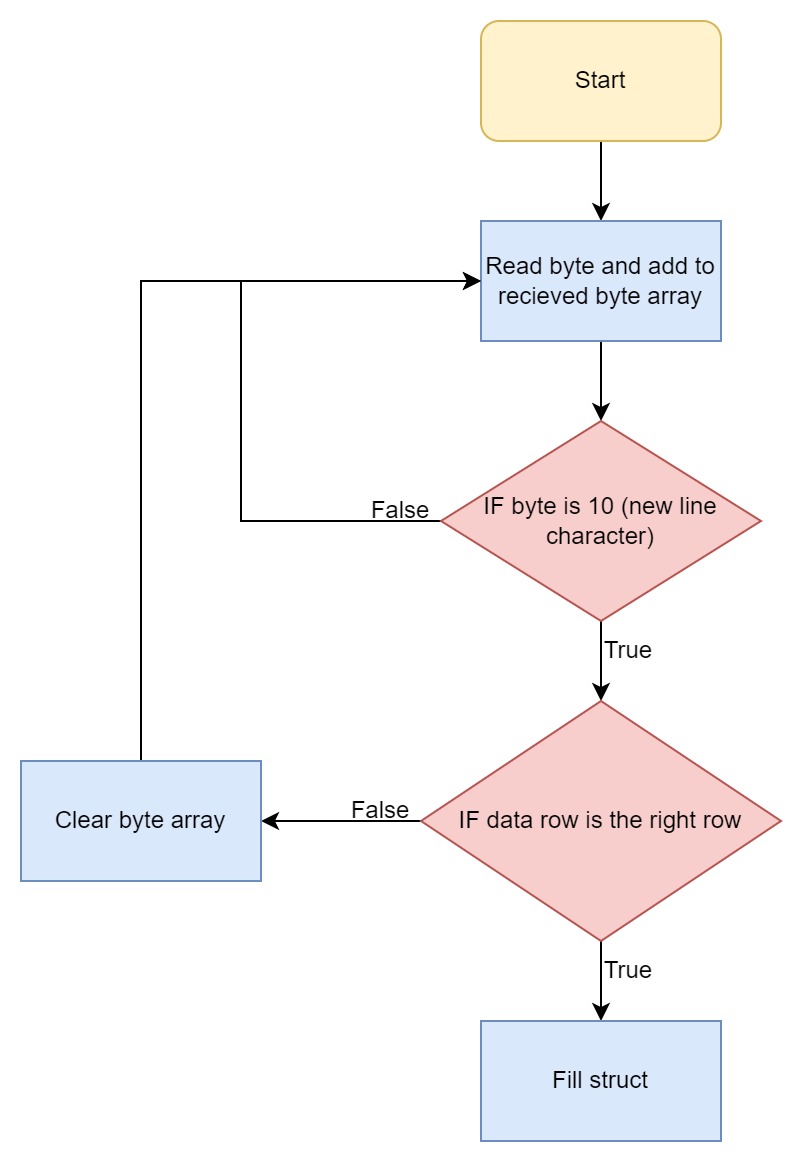 Start
Read byte and add to
recieved byte array
False
IF byte is 10 (new line
character)
True
False
IF data row is the right row
Clear byte array
True
Fill struct